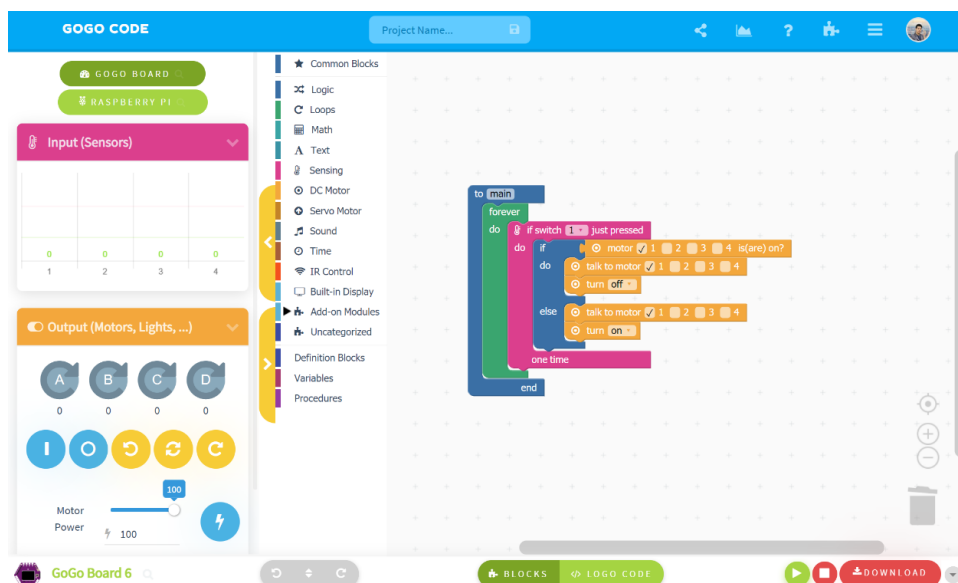 GOGO CODE
Project Name...
?
GOGO BOARD
RASPBERRY PI
Input (Sensors)
0 0 0 0
1 2 3 4
Output (Motors, Lights, ...)
A B C D
0 0 0 0
100
Motor
Power
100
Common Blocks
Logic
Loops
Math
A Text
Sensing
DC Motor
Servo Motor
Sound
Time
IR Control
Built-in Display
Add-on Modules
Uncategorized
Definition Blocks
Variables
Procedures
to main
forever
do if switch 1 just pressed
do if motor 1 2 3 4 is(are) on?
do talk to motor 1 2 3 4
turn off
else talk to motor 1 2 3 4
turn on
one time
end
GoGo Board 6
BLOCKS
</> LOGO CODE
DOWNLOAD